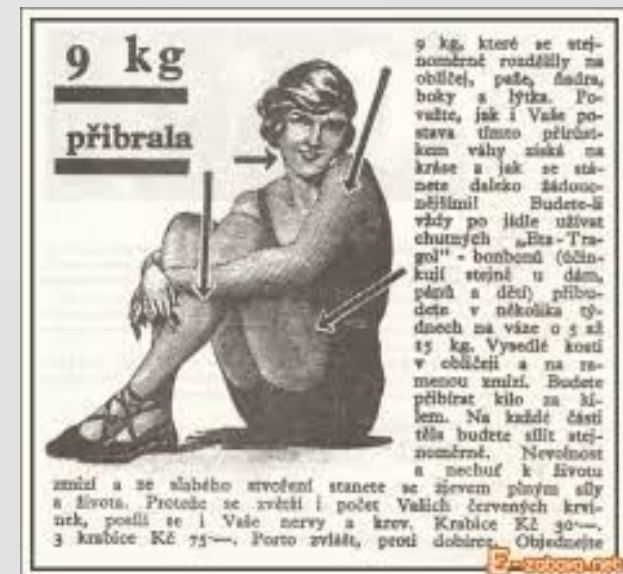 9 kg
přibrala
9 kg, které se stej-
noměrně rozdělily na
obličej, paže, ňadra,
boky a lýtka. Po-
važte, jak i Vaše po-
stava tímto přírůst-
kem váhy získá na
kráse a jak se sta-
nete daleko žádouc-
nějšími! Budete-li
vždy po jídle užívat
chutných „Eta-Tra-
gol" - bonbonů (účin-
kují stejně u dám,
pánů a dětí) přibu-
dete v několika tý-
dnech na váze o 5 až
15 kg. Vysedlé kosti
v obličeji a na ra-
menou zmizí. Budete
přibírat kilo za ki-
lem. Na každé části
těla budete sílit stej-
noměrně. Nevolnost
a nechuť k životu
zmizí a ze slabého stvoření stanete se zjevem plným síly
a života. Protože se zvětší i počet Vašich červených krvi-
nek, posílí se i Vaše nervy a krev. Krabice Kč 30·—.
3 krabice Kč 75·—. Porto zvlášt, proti dobírce. Objednejte
E-zabava.net